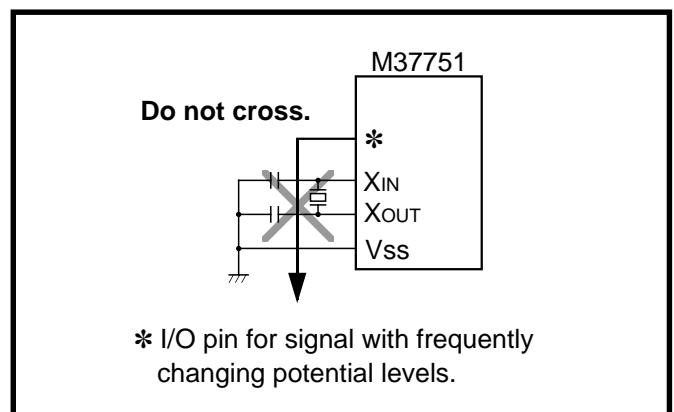 M37751
Do not cross.
✻
XIN
XOUT
Vss
✻ I/O pin for signal with frequently
changing potential levels.